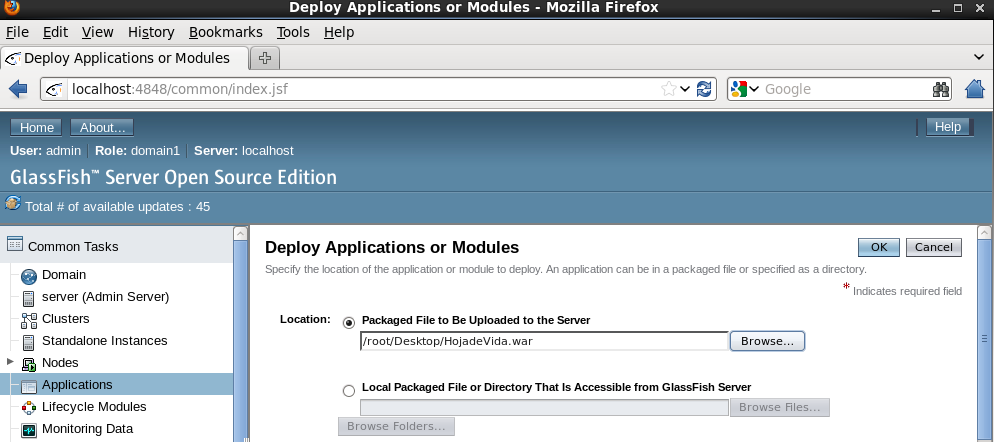 Deploy Applications or Modules - Mozilla Firefox
File Edit View History Bookmarks Tools Help
Deploy Applications or Modules
localhost:4848/common/index.jsf
Google
Home About... Help
User: admin Role: domain1 Server: localhost
GlassFish™ Server Open Source Edition
Total # of available updates : 45
Common Tasks
Domain
server (Admin Server)
Clusters
Standalone Instances
Nodes
Applications
Lifecycle Modules
Monitoring Data
Deploy Applications or Modules
OK Cancel
Specify the location of the application or module to deploy. An application can be in a packaged file or specified as a directory.
* Indicates required field
Location: Packaged File to Be Uploaded to the Server
/root/Desktop/HojadeVida.war Browse...
Local Packaged File or Directory That Is Accessible from GlassFish Server
Browse Files...
Browse Folders...